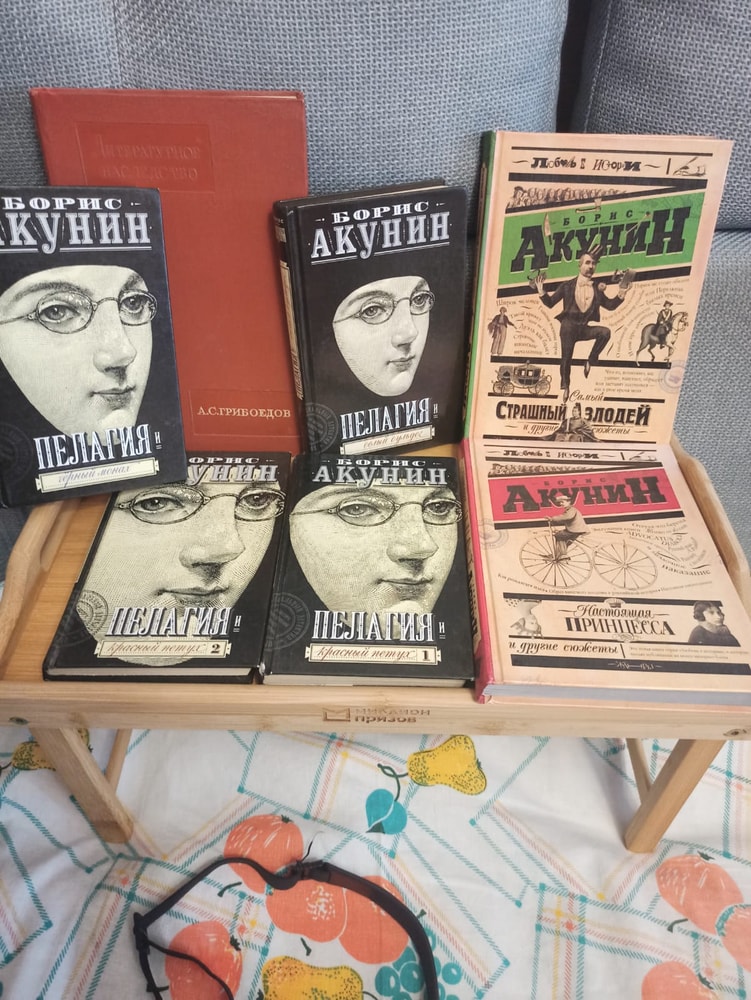 Литературное
наследство
А.С.ГРИБОЕДОВ
БОРИС
АКУНИН
ПЕЛАГИЯ и
черный монах
БОРИС
АКУНИН
ПЕЛАГИЯ и
белый бульдог
Любовь к истории
БОРИС
АКУНИН
Самый
СТРАШНЫЙ ЗЛОДЕЙ
и другие сюжеты
БОРИС
АКУНИН
ПЕЛАГИЯ и
красный петух 2
БОРИС
АКУНИН
ПЕЛАГИЯ и
красный петух 1
Любовь к истории
БОРИС
АКУНИН
наказание
Настоящая
ПРИНЦЕССА
и другие сюжеты
призов